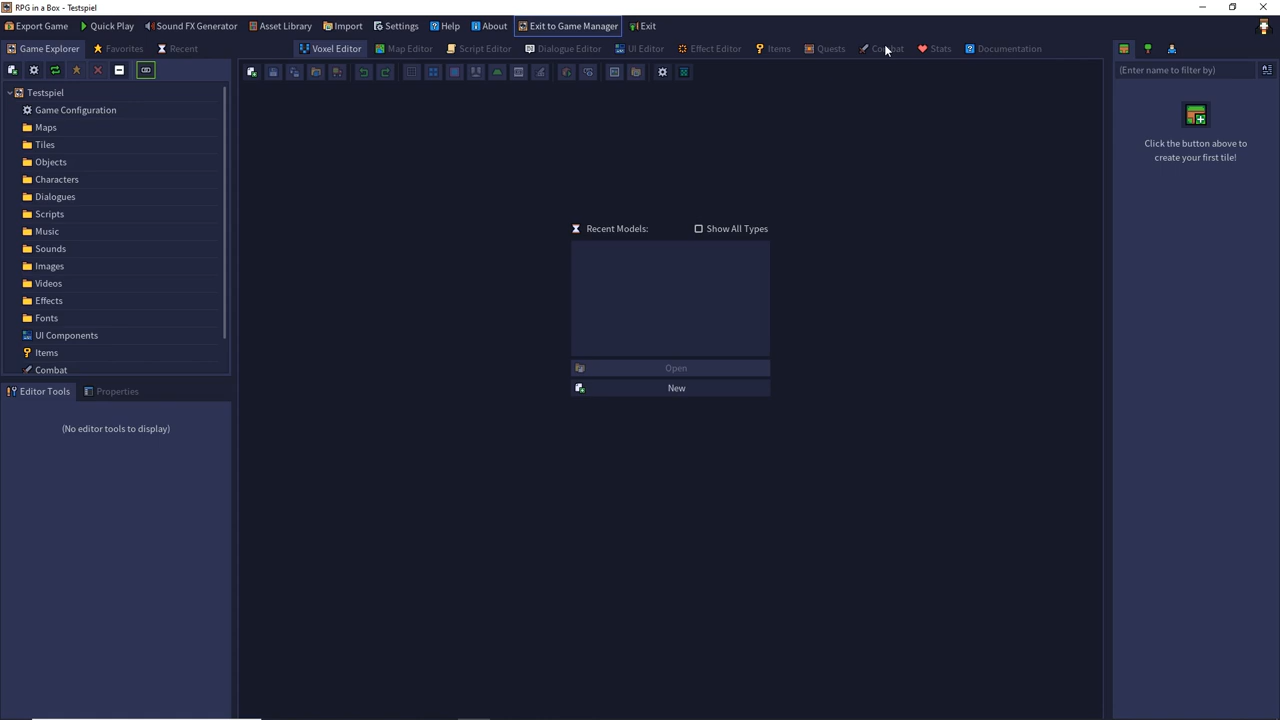 RPG in a Box - Testspiel
Export Game Quick Play Sound FX Generator Asset Library Import Settings Help About Exit to Game Manager Exit
Game Explorer Favorites Recent Voxel Editor Map Editor Script Editor Dialogue Editor UI Editor Effect Editor Items Quests Combat Stats Documentation
(Enter name to filter by)
Testspiel
Game Configuration
Maps
Tiles
Objects
Characters
Dialogues
Scripts
Music
Sounds
Images
Videos
Effects
Fonts
UI Components
Items
Combat
Editor Tools Properties
(No editor tools to display)
Recent Models: Show All Types
Open
New
Click the button above to
create your first tile!